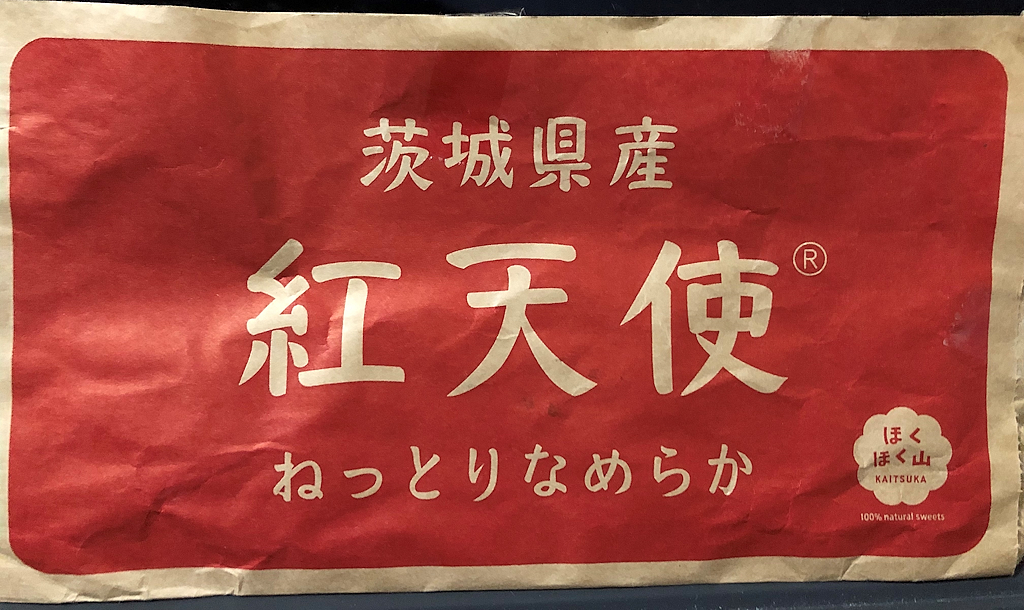 茨城県産
紅天使®
ねっとりなめらか
ほく
ほく山
KAITSUKA
100% natural sweets